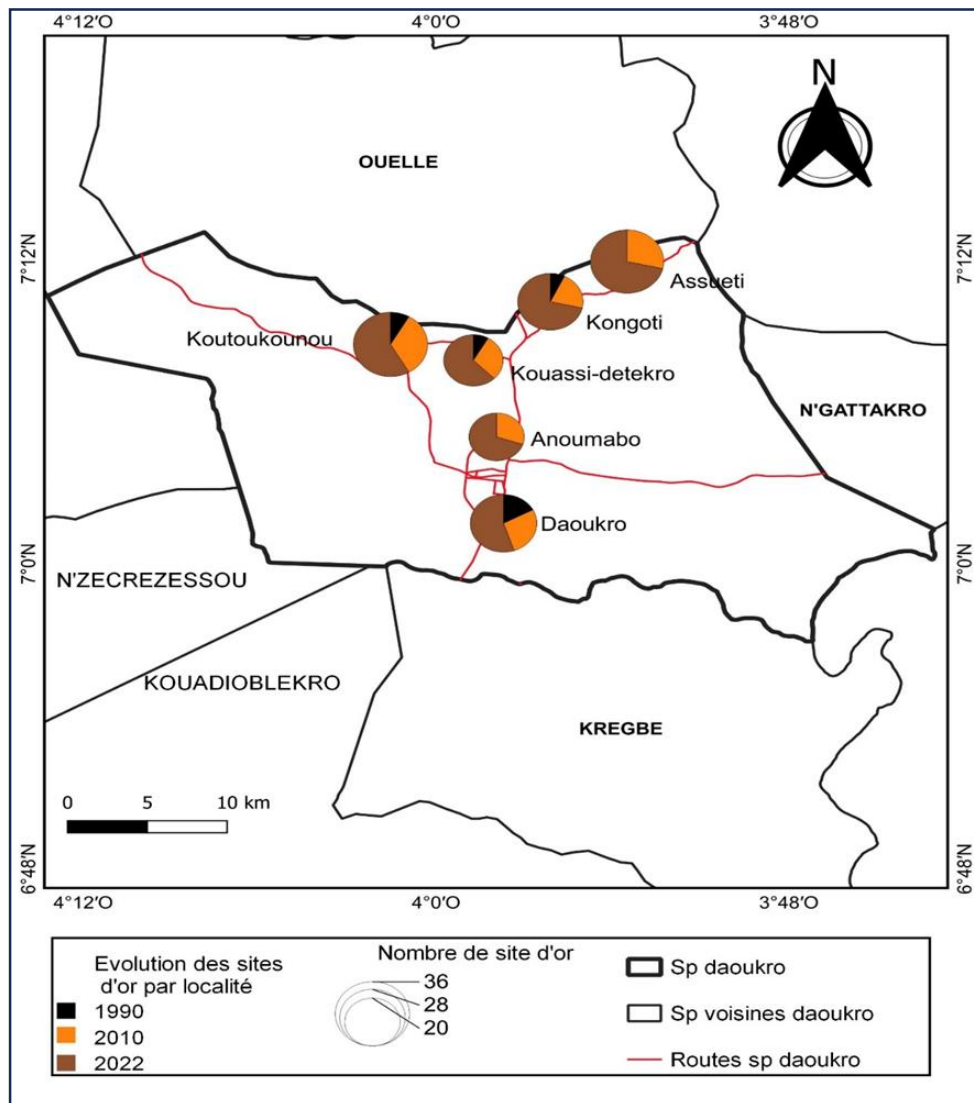 4°12'O 4°0'O 3°48'O
N
OUELLE
7°12'N 7°12'N
Assueti
Kongoti
Koutoukounou
Kouassi-detekro
N'GATTAKRO
Anoumabo
Daoukro
7°0'N 7°0'N
N'ZECREZESSOU
KOUADIOBLEKRO
KREGBE
0 5 10 km
6°48'N 6°48'N
4°12'O 4°0'O 3°48'O
Evolution des sites
d'or par localité
1990
2010
2022
Nombre de site d'or
36
28
20
Sp daoukro
Sp voisines daoukro
Routes sp daoukro